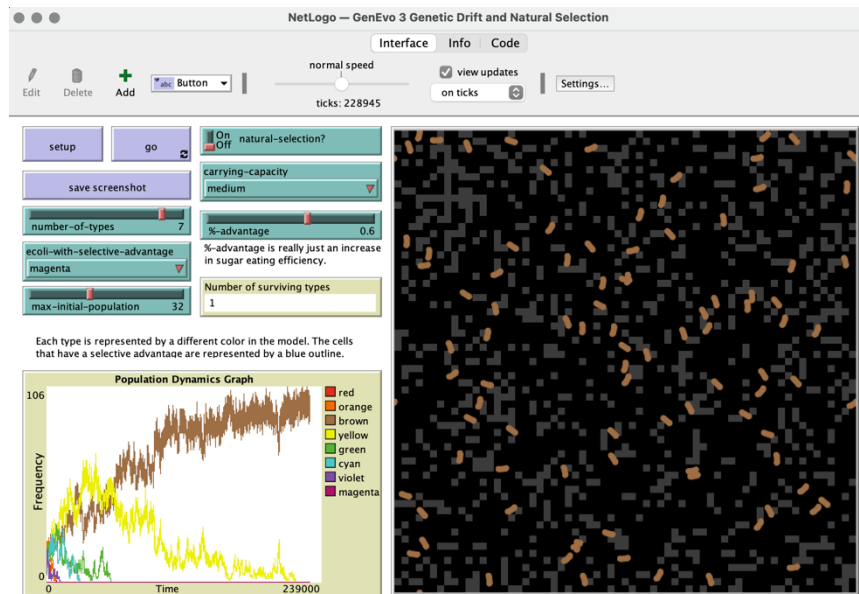 NetLogo — GenEvo 3 Genetic Drift and Natural Selection
Interface Info Code
Edit
Delete
Add
abc Button
normal speed
ticks: 228945
view updates
on ticks
Settings...
setup
go
On
Off
natural-selection?
save screenshot
carrying-capacity
medium
number-of-types 7
%-advantage 0.6
ecoli-with-selective-advantage
magenta
%-advantage is really just an increase
in sugar eating efficiency.
max-initial-population 32
Number of surviving types
1
Each type is represented by a different color in the model. The cells
that have a selective advantage are represented by a blue outline.
Population Dynamics Graph
106
Frequency
0
0
Time
239000
red
orange
brown
yellow
green
cyan
violet
magenta